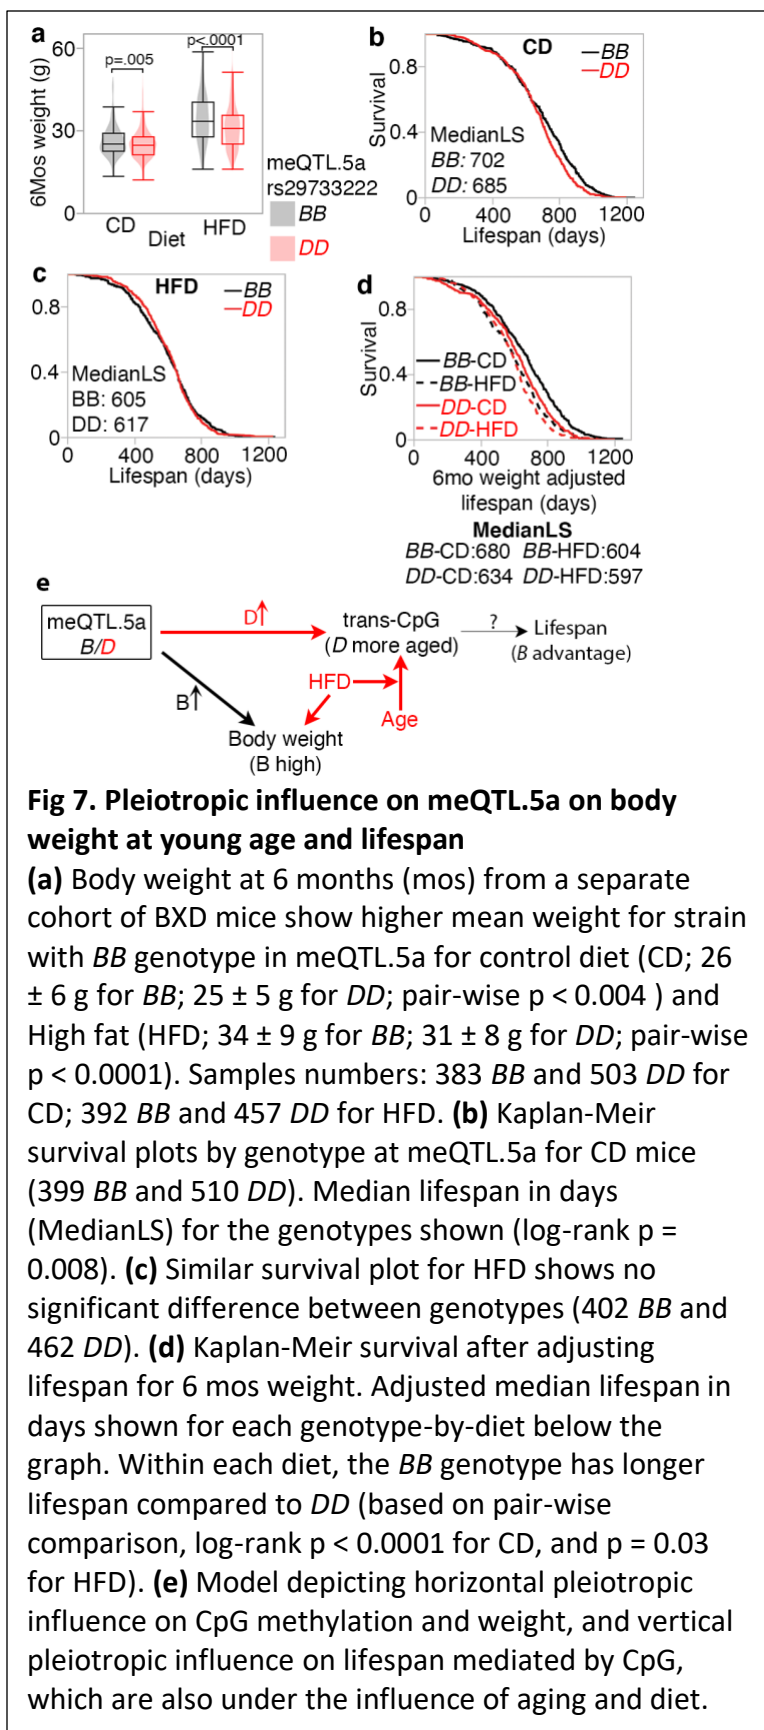 a
60
30
0
6Mos weight (g)
p=.005
p<.0001
CD
HFD
Diet
meQTL.5a
rs29733222
BB
DD
b
CD
BB
DD
0.8
0.4
0
Survival
MedianLS
BB: 702
DD: 685
0 400 800 1200
Lifespan (days)
c
HFD
BB
DD
0.8
0.4
0
MedianLS
BB: 605
DD: 617
0 400 800 1200
Lifespan (days)
d
0.8
0.4
0
Survival
BB-CD
BB-HFD
DD-CD
DD-HFD
0 400 800 1200
6mo weight adjusted
lifespan (days)
MedianLS
BB-CD:680 BB-HFD:604
DD-CD:634 DD-HFD:597
e
meQTL.5a
B/D
D↑
trans-CpG
(D more aged)
?
Lifespan
(B advantage)
B↑
HFD
Age
Body weight
(B high)
Fig 7. Pleiotropic influence on meQTL.5a on body
weight at young age and lifespan
(a) Body weight at 6 months (mos) from a separate
cohort of BXD mice show higher mean weight for strain
with BB genotype in meQTL.5a for control diet (CD; 26
± 6 g for BB; 25 ± 5 g for DD; pair-wise p < 0.004 ) and
High fat (HFD; 34 ± 9 g for BB; 31 ± 8 g for DD; pair-wise
p < 0.0001). Samples numbers: 383 BB and 503 DD for
CD; 392 BB and 457 DD for HFD. (b) Kaplan-Meir
survival plots by genotype at meQTL.5a for CD mice
(399 BB and 510 DD). Median lifespan in days
(MedianLS) for the genotypes shown (log-rank p =
0.008). (c) Similar survival plot for HFD shows no
significant difference between genotypes (402 BB and
462 DD). (d) Kaplan-Meir survival after adjusting
lifespan for 6 mos weight. Adjusted median lifespan in
days shown for each genotype-by-diet below the
graph. Within each diet, the BB genotype has longer
lifespan compared to DD (based on pair-wise
comparison, log-rank p < 0.0001 for CD, and p = 0.03
for HFD). (e) Model depicting horizontal pleiotropic
influence on CpG methylation and weight, and vertical
pleiotropic influence on lifespan mediated by CpG,
which are also under the influence of aging and diet.